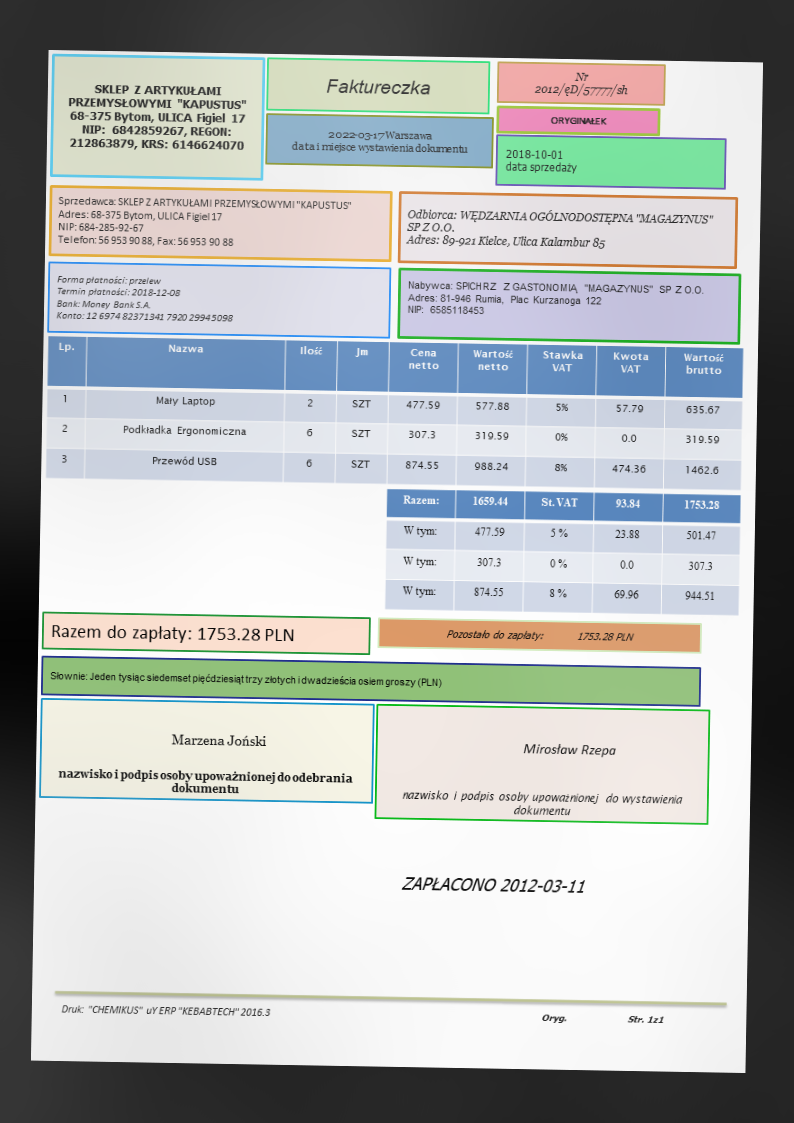 SKLEP Z ARTYKUŁAMI
PRZEMYSŁOWYMI "KAPUSTUS"
68-375 Bytom, ULICA Figiel 17
NIP: 6842859267, REGON:
212863879, KRS: 6146624070
Faktureczka
2022-03-17 Warszawa
data i miejsce wystawienia dokumentu
Nr
2012/ęD/57777/sh
ORYGINAŁEK
2018-10-01
data sprzedaży
Sprzedawca: SKLEP Z ARTYKUŁAMI PRZEMYSŁOWYMI "KAPUSTUS"
Adres: 68-375 Bytom, ULICA Figiel 17
NIP: 684-285-92-67
Telefon: 56 953 90 88, Fax: 56 953 90 88
Odbiorca: WĘDZARNIA OGÓLNODOSTĘPNA "MAGAZYNUS"
SP Z O.O.
Adres: 89-921 Kielce, Ulica Kalambur 85
Forma płatności: przelew
Termin płatności: 2018-12-08
Bank: Money Bank S.A.
Konto: 12 6974 82371341 7920 29945098
Nabywca: SPICHRZ Z GASTONOMIĄ "MAGAZYNUS" SP Z O.O.
Adres: 81-946 Rumia, Plac Kurzanoga 122
NIP: 6585118453
Lp. Nazwa Ilość Jm Cena netto Wartość netto Stawka VAT Kwota VAT Wartość brutto
1 Mały Laptop 2 SZT 477.59 577.88 5% 57.79 635.67
2 Podkładka Ergonomiczna 6 SZT 307.3 319.59 0% 0.0 319.59
3 Przewód USB 6 SZT 874.55 988.24 8% 474.36 1462.6
Razem: 1659.44 St.VAT 93.84 1753.28
W tym: 477.59 5 % 23.88 501.47
W tym: 307.3 0 % 0.0 307.3
W tym: 874.55 8 % 69.96 944.51
Razem do zapłaty: 1753.28 PLN
Pozostało do zapłaty: 1753.28 PLN
Słownie: Jeden tysiąc siedemset pięćdziesiąt trzy złotych i dwadzieścia osiem groszy (PLN)
Marzena Joński
nazwisko i podpis osoby upoważnionej do odebrania
dokumentu
Mirosław Rzepa
nazwisko i podpis osoby upoważnionej do wystawienia
dokumentu
ZAPŁACONO 2012-03-11
Druk: "CHEMIKUS" uY ERP "KEBABTECH" 2016.3
Oryg. Str. 1z1